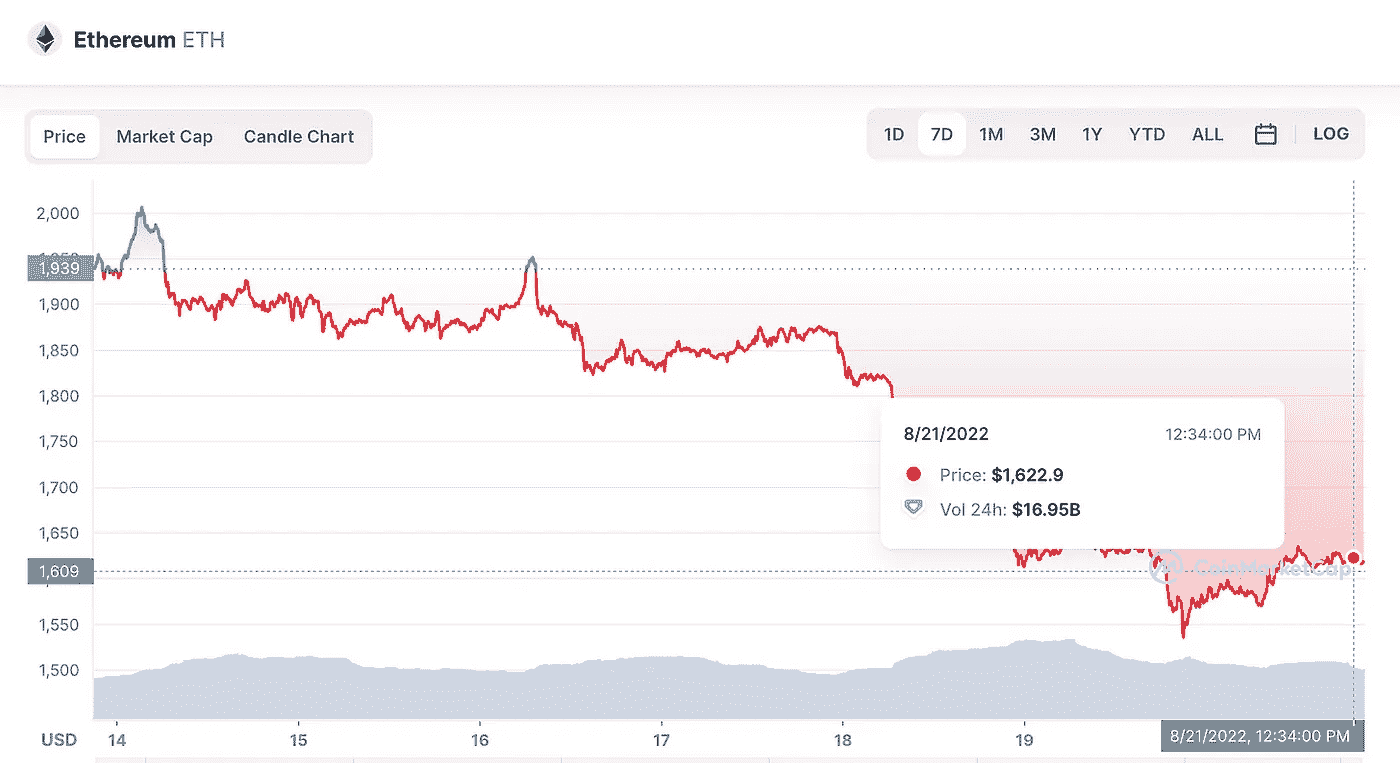 Ethereum ETH
Price Market Cap Candle Chart
1D 7D 1M 3M 1Y YTD ALL LOG
2,000
1,939
1,900
1,850
1,800
1,750
1,700
1,650
1,609
1,550
1,500
8/21/2022 12:34:00 PM
Price: $1,622.9
Vol 24h: $16.95B
CoinMarketCap
USD 14 15 16 17 18 19 8/21/2022, 12:34:00 PM